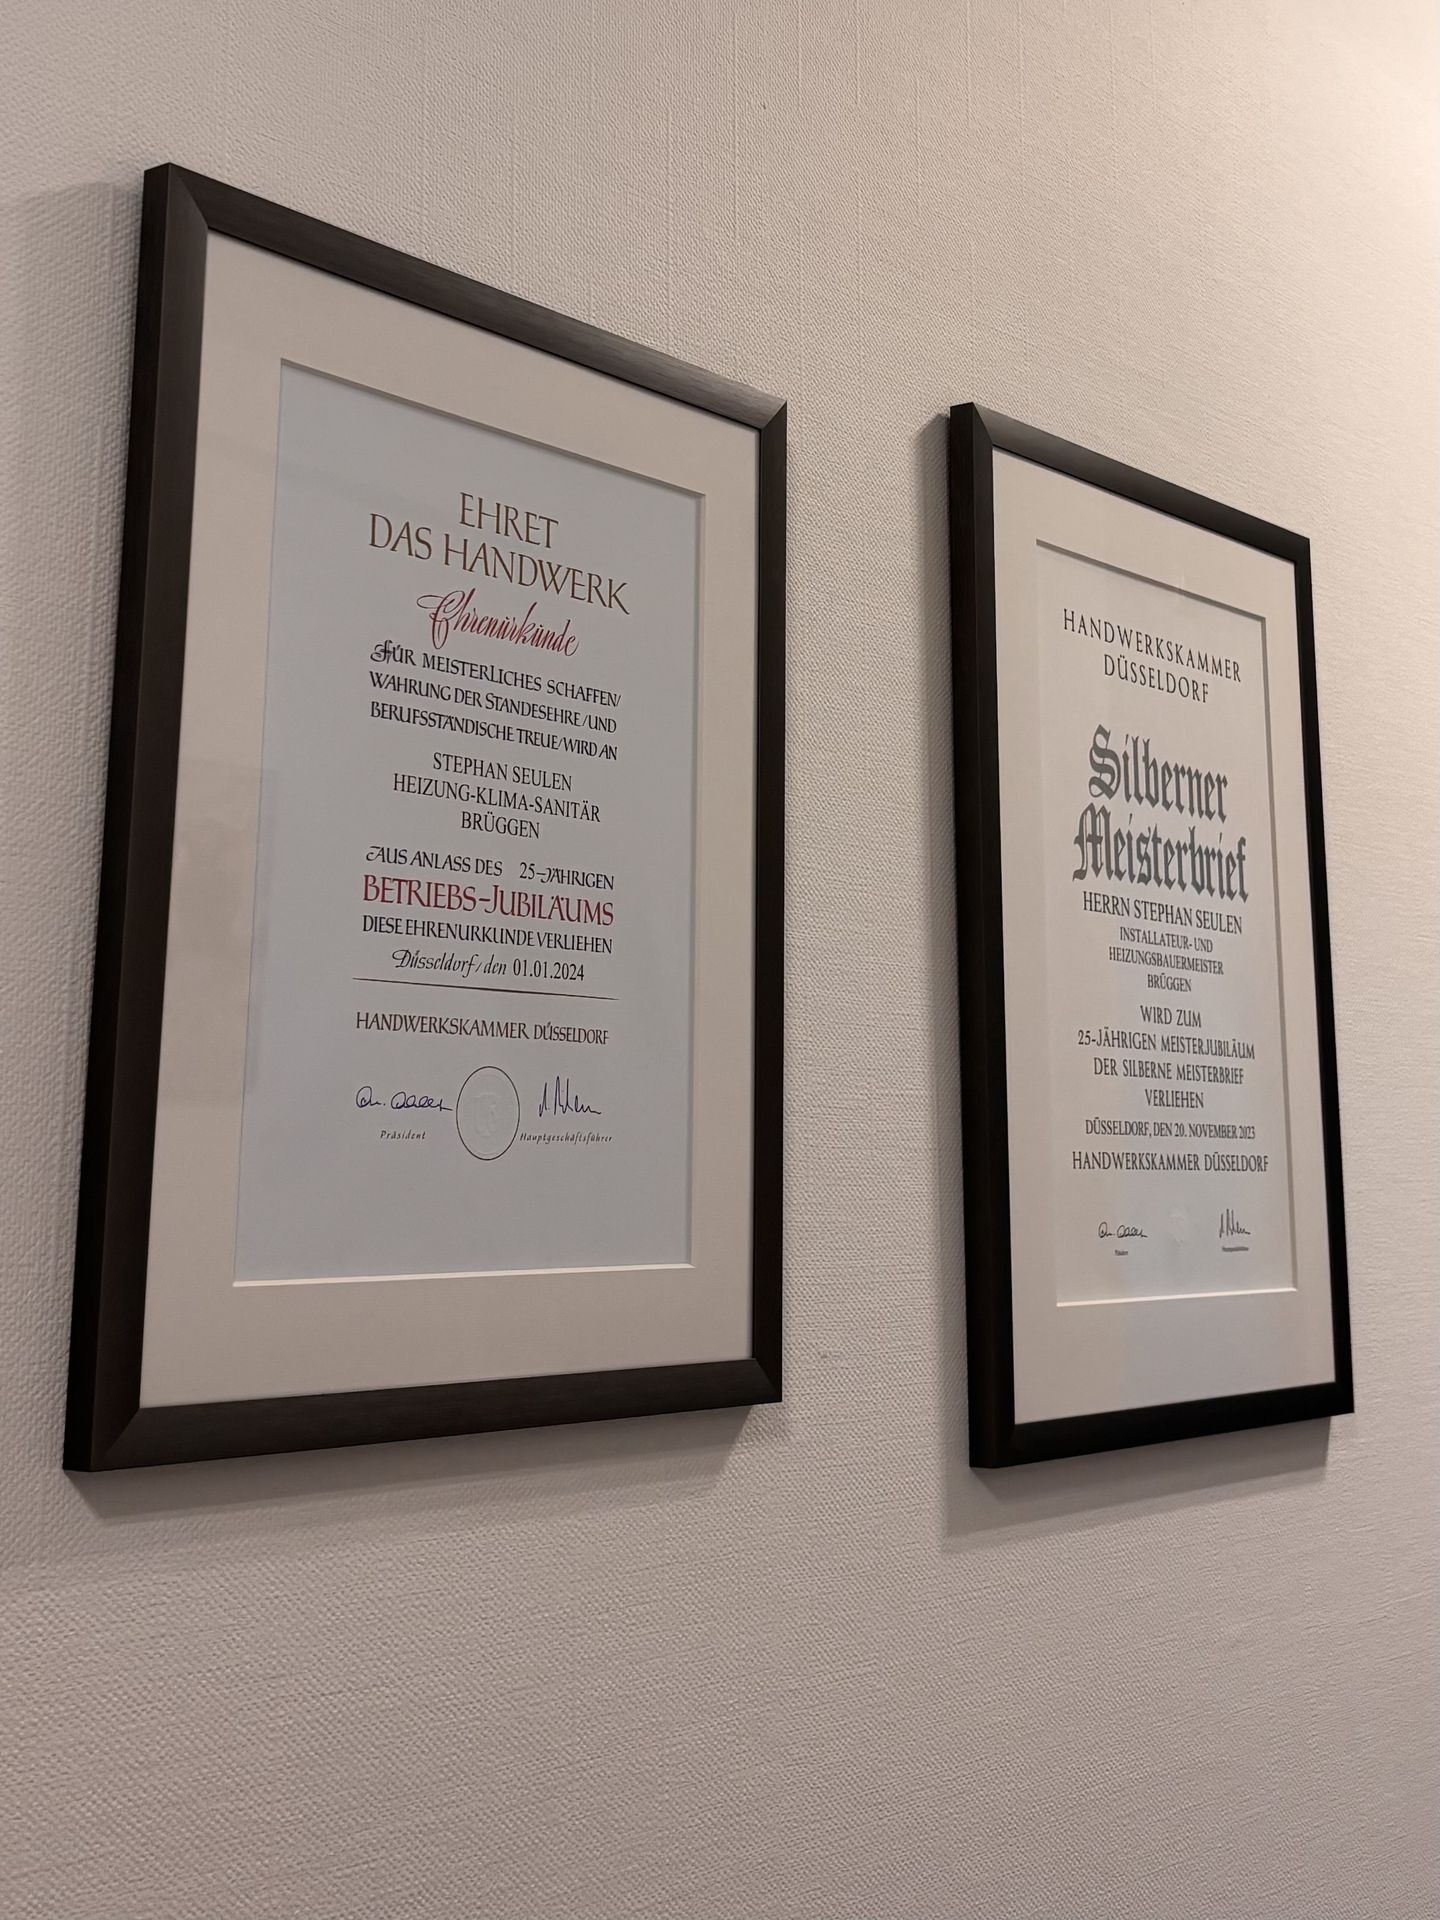 EHRET
DAS HANDWERK
Ehrenurkunde
FÜR MEISTERLICHES SCHAFFEN/
WAHRUNG DER STANDESEHRE/UND
BERUFSSTÄNDISCHE TREUE/WIRD AN
STEPHAN SEULEN
HEIZUNG-KLIMA-SANITÄR
BRÜGGEN
AUS ANLASS DES 25-JÄHRIGEN
BETRIEBS-JUBILÄUMS
DIESE EHRENURKUNDE VERLIEHEN
Düsseldorf/den 01.01.2024
HANDWERKSKAMMER DÜSSELDORF
Präsident
Hauptgeschäftsführer
HANDWERKSKAMMER
DÜSSELDORF
Silberner
Meisterbrief
HERRN STEPHAN SEULEN
INSTALLATEUR- UND
HEIZUNGSBAUERMEISTER
BRÜGGEN
WIRD ZUM
25-JÄHRIGEN MEISTERJUBILÄUM
DER SILBERNE MEISTERBRIEF
VERLIEHEN
DÜSSELDORF, DEN 20. NOVEMBER 2023
HANDWERKSKAMMER DÜSSELDORF
Präsident